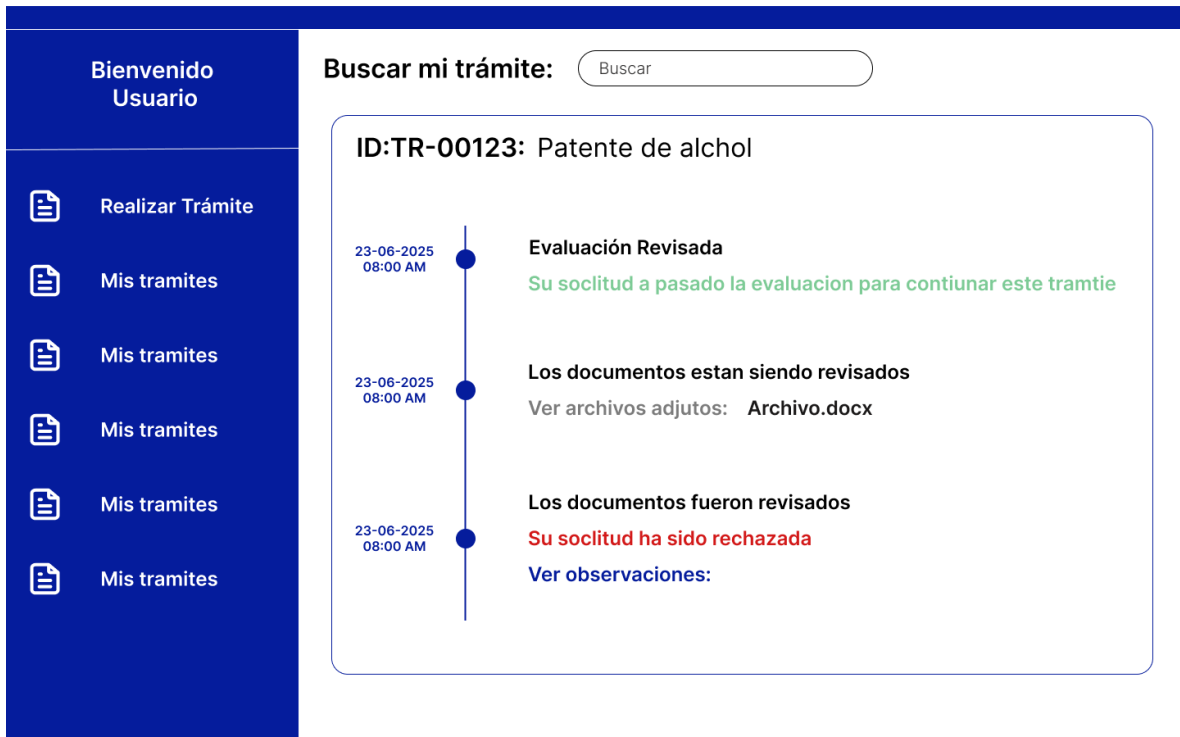 Bienvenido
Usuario
Realizar Trámite
Mis tramites
Mis tramites
Mis tramites
Mis tramites
Mis tramites
Buscar mi trámite:
Buscar
ID:TR-00123: Patente de alchol
23-06-2025
08:00 AM
Evaluación Revisada
Su soclitud a pasado la evaluacion para contiunar este tramtie
23-06-2025
08:00 AM
Los documentos estan siendo revisados
Ver archivos adjutos: Archivo.docx
23-06-2025
08:00 AM
Los documentos fueron revisados
Su soclitud ha sido rechazada
Ver observaciones: